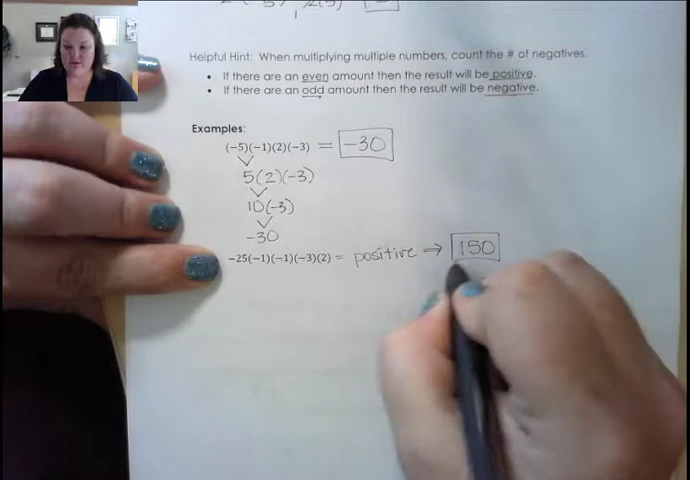 Helpful Hint: When multiplying multiple numbers, count the # of negatives.
• If there are an even amount then the result will be positive.
• If there are an odd amount then the result will be negative.
Examples:
(−5)(−1)(2)(−3) = −30
5(2)(−3)
10(−3)
−30
−25(−1)(−1)(−3)(2) = positive ⇒ 150